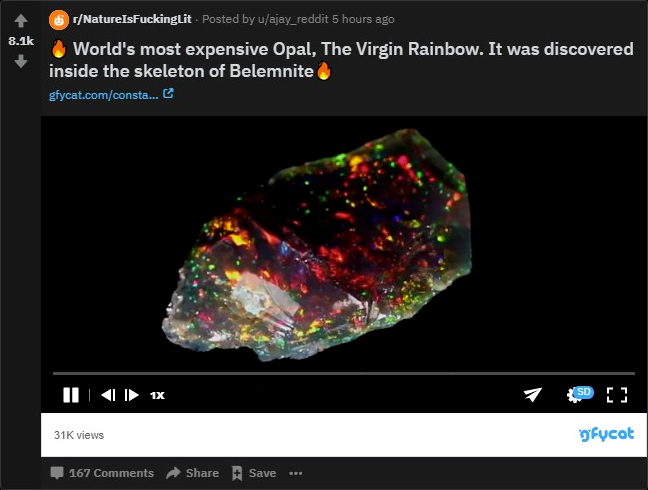 r/NatureIsFuckingLit · Posted by u/ajay_reddit 5 hours ago
8.1k
🔥 World's most expensive Opal, The Virgin Rainbow. It was discovered
inside the skeleton of Belemnite🔥
gfycat.com/consta...
1X
SD
31K views
gfycat
167 Comments Share Save ...